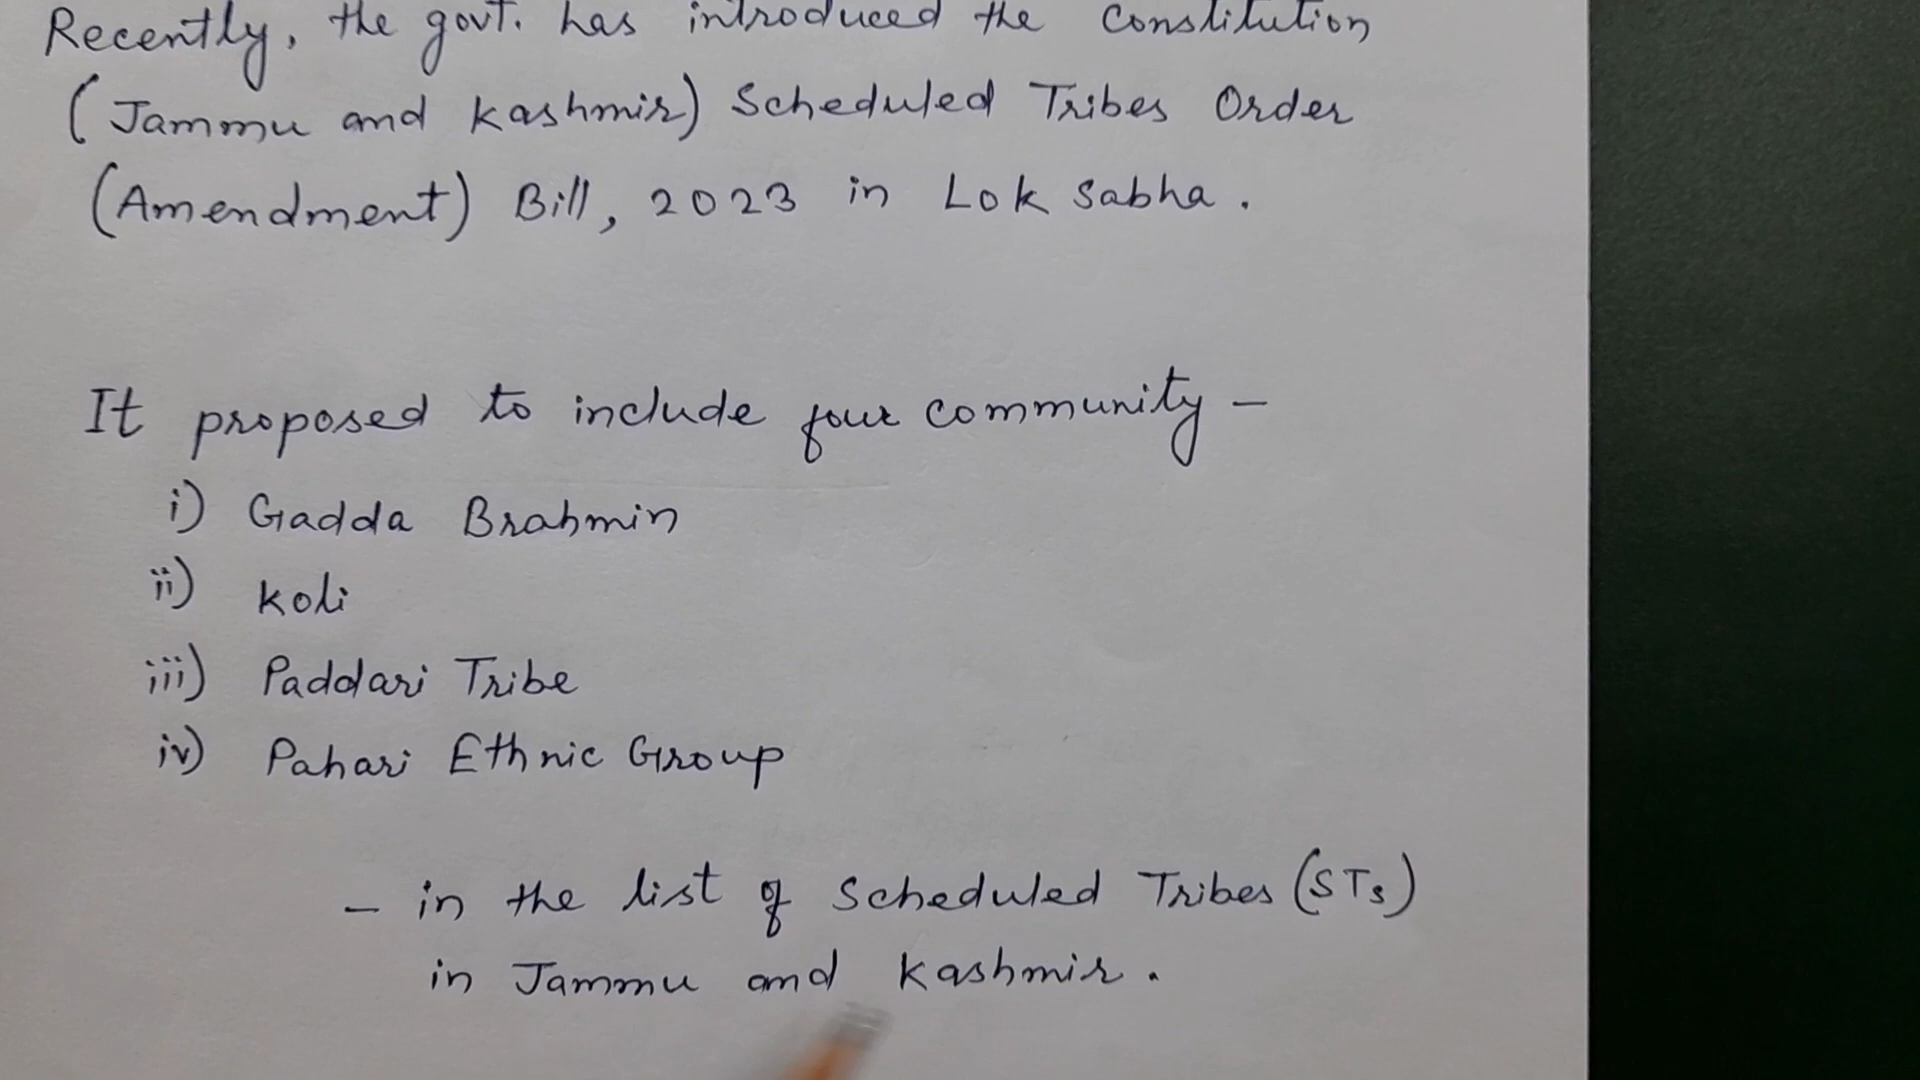 Recently, the govt. has introduced the Constitution
(Jammu and Kashmir) Scheduled Tribes Order
(Amendment) Bill, 2023 in Lok Sabha.
It proposed to include four community -
i) Gadda Brahmin
ii) Koli
iii) Paddari Tribe
iv) Pahari Ethnic Group
- in the list of Scheduled Tribes (STs)
in Jammu and Kashmir.